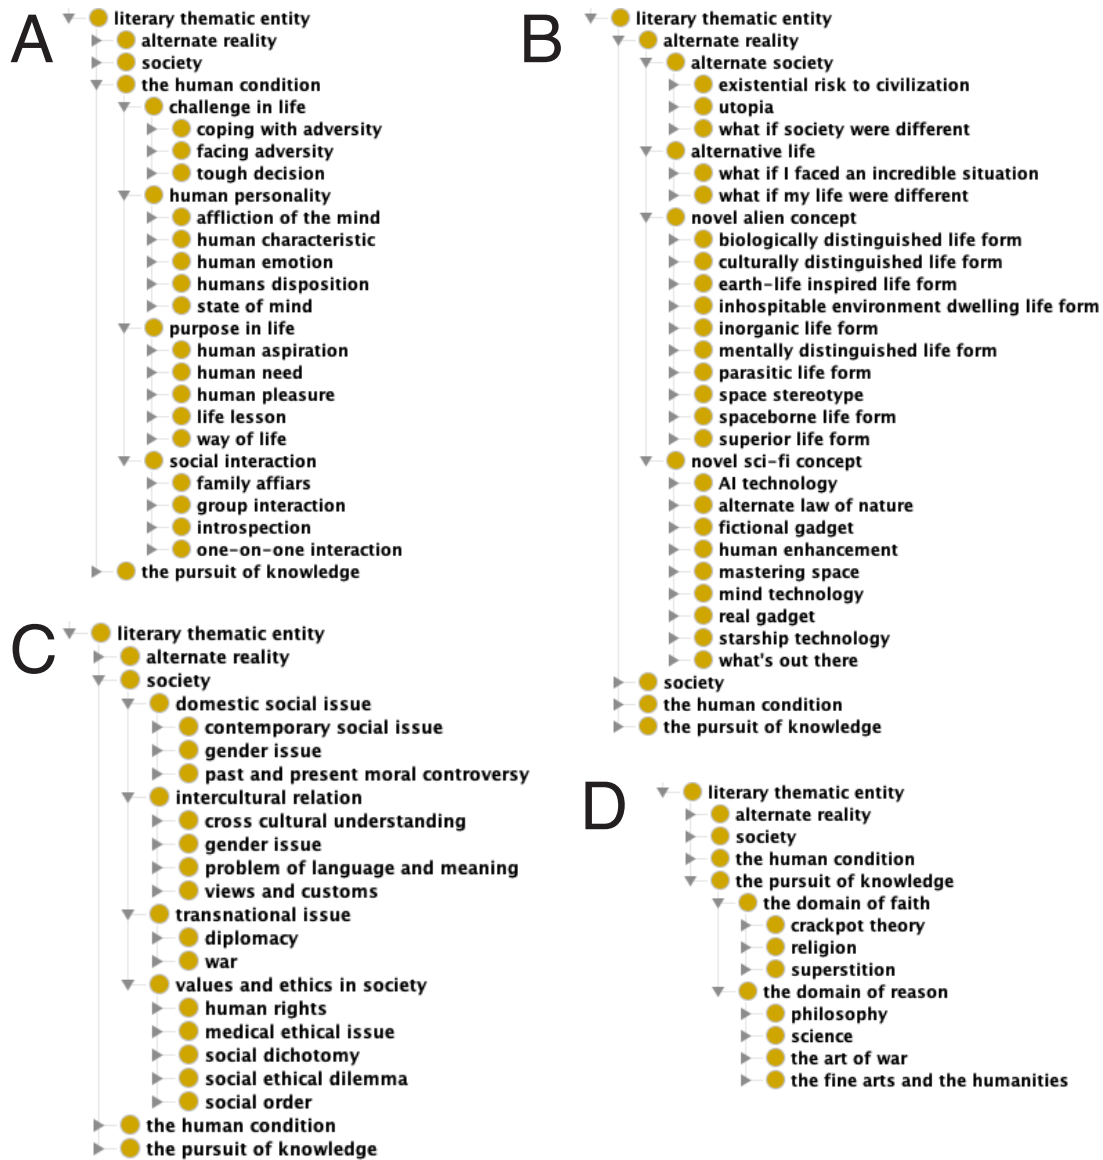 A
literary thematic entity
alternate reality
society
the human condition
challenge in life
coping with adversity
facing adversity
tough decision
human personality
affliction of the mind
human characteristic
human emotion
humans disposition
state of mind
purpose in life
human aspiration
human need
human pleasure
life lesson
way of life
social interaction
family affiars
group interaction
introspection
one-on-one interaction
the pursuit of knowledge
B
literary thematic entity
alternate reality
alternate society
existential risk to civilization
utopia
what if society were different
alternative life
what if I faced an incredible situation
what if my life were different
novel alien concept
biologically distinguished life form
culturally distinguished life form
earth-life inspired life form
inhospitable environment dwelling life form
inorganic life form
mentally distinguished life form
parasitic life form
space stereotype
spaceborne life form
superior life form
novel sci-fi concept
AI technology
alternate law of nature
fictional gadget
human enhancement
mastering space
mind technology
real gadget
starship technology
what's out there
society
the human condition
the pursuit of knowledge
C
literary thematic entity
alternate reality
society
domestic social issue
contemporary social issue
gender issue
past and present moral controversy
intercultural relation
cross cultural understanding
gender issue
problem of language and meaning
views and customs
transnational issue
diplomacy
war
values and ethics in society
human rights
medical ethical issue
social dichotomy
social ethical dilemma
social order
the human condition
the pursuit of knowledge
D
literary thematic entity
alternate reality
society
the human condition
the pursuit of knowledge
the domain of faith
crackpot theory
religion
superstition
the domain of reason
philosophy
science
the art of war
the fine arts and the humanities